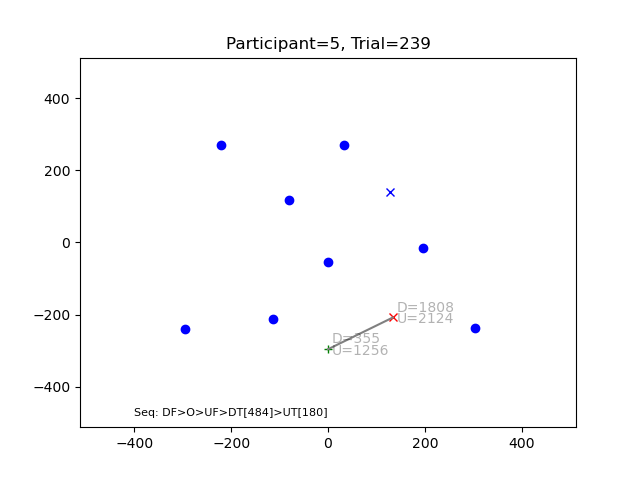 Participant=5, Trial=239
400
200
0
−200
−400
D=1808
U=2124
D=355
U=1256
Seq: DF>O>UF>DT[484]>UT[180]
−400
−200
0
200
400